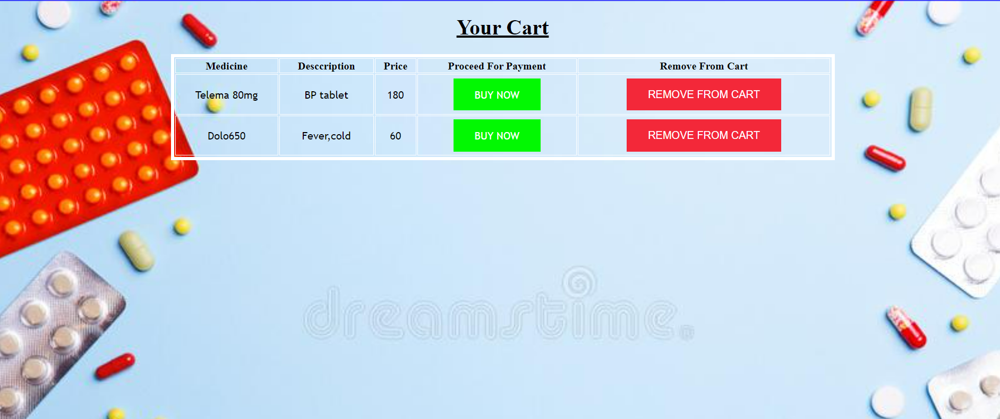 Your Cart
Medicine Desccription Price Proceed For Payment Remove From Cart
Telema 80mg BP tablet 180 BUY NOW REMOVE FROM CART
Dolo650 Fever,cold 60 BUY NOW REMOVE FROM CART
dreamstime.